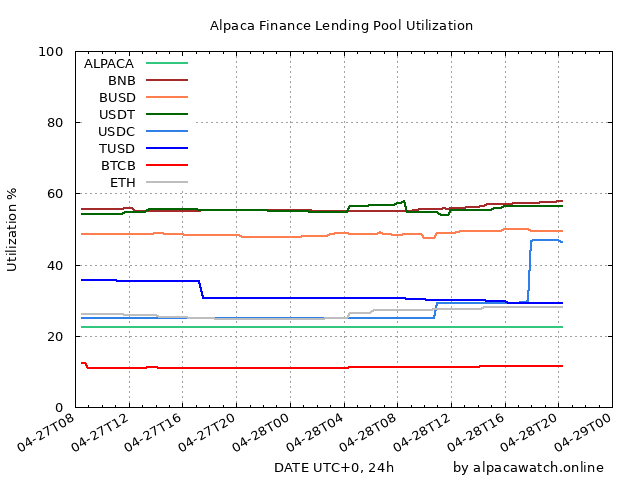 Alpaca Finance Lending Pool Utilization
Utilization %
100
80
60
40
20
0
ALPACA
BNB
BUSD
USDT
USDC
TUSD
BTCB
ETH
04-27T08
04-27T12
04-27T16
04-27T20
04-28T00
04-28T04
04-28T08
04-28T12
04-28T16
04-28T20
04-29T00
DATE UTC+0, 24h
by alpacawatch.online